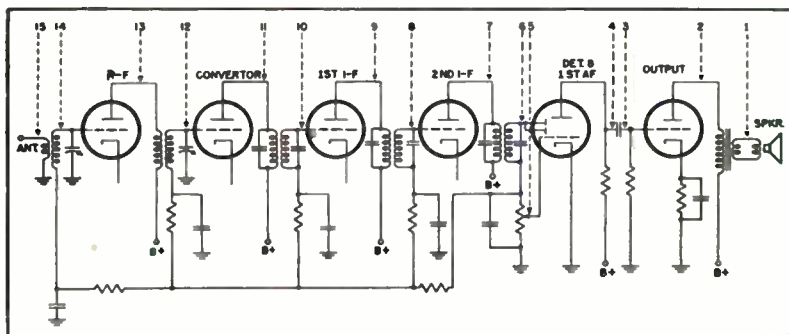 15 14 13 12 11 10 9 8 7 6 5 4 3 2 1
R-F CONVERTOR 1ST I-F 2ND I-F DET. & 1ST AF OUTPUT
ANT. SPKR.
B+ B+ B+ B+ B+ B+